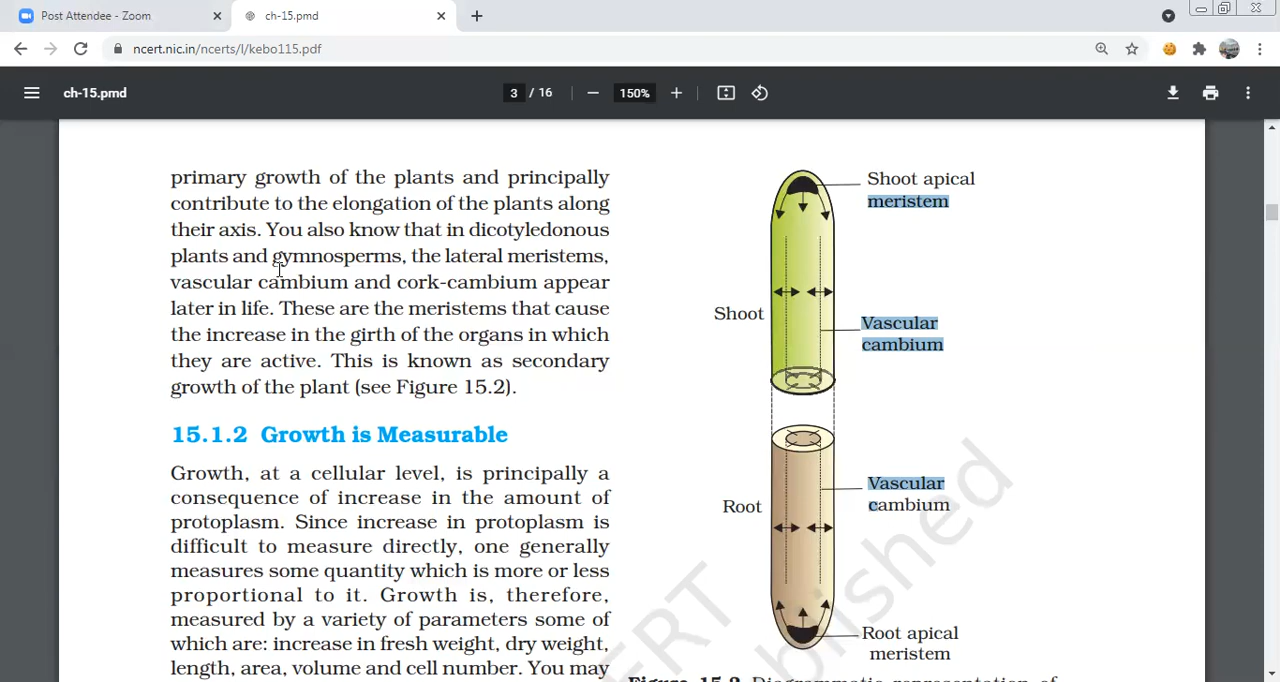 Post Attendee - Zoom
ch-15.pmd
ncert.nic.in/ncerts/l/kebo115.pdf
ch-15.pmd
3 / 16
150%
primary growth of the plants and principally
contribute to the elongation of the plants along
their axis. You also know that in dicotyledonous
plants and gymnosperms, the lateral meristems,
vascular cambium and cork-cambium appear
later in life. These are the meristems that cause
the increase in the girth of the organs in which
they are active. This is known as secondary
growth of the plant (see Figure 15.2).
15.1.2 Growth is Measurable
Growth, at a cellular level, is principally a
consequence of increase in the amount of
protoplasm. Since increase in protoplasm is
difficult to measure directly, one generally
measures some quantity which is more or less
proportional to it. Growth is, therefore,
measured by a variety of parameters some of
which are: increase in fresh weight, dry weight,
length, area, volume and cell number. You may
Shoot apical
meristem
Shoot
Vascular
cambium
Vascular
cambium
Root
Root apical
meristem
Figure 15.2 Diagrammatic representation of
ERT
blished